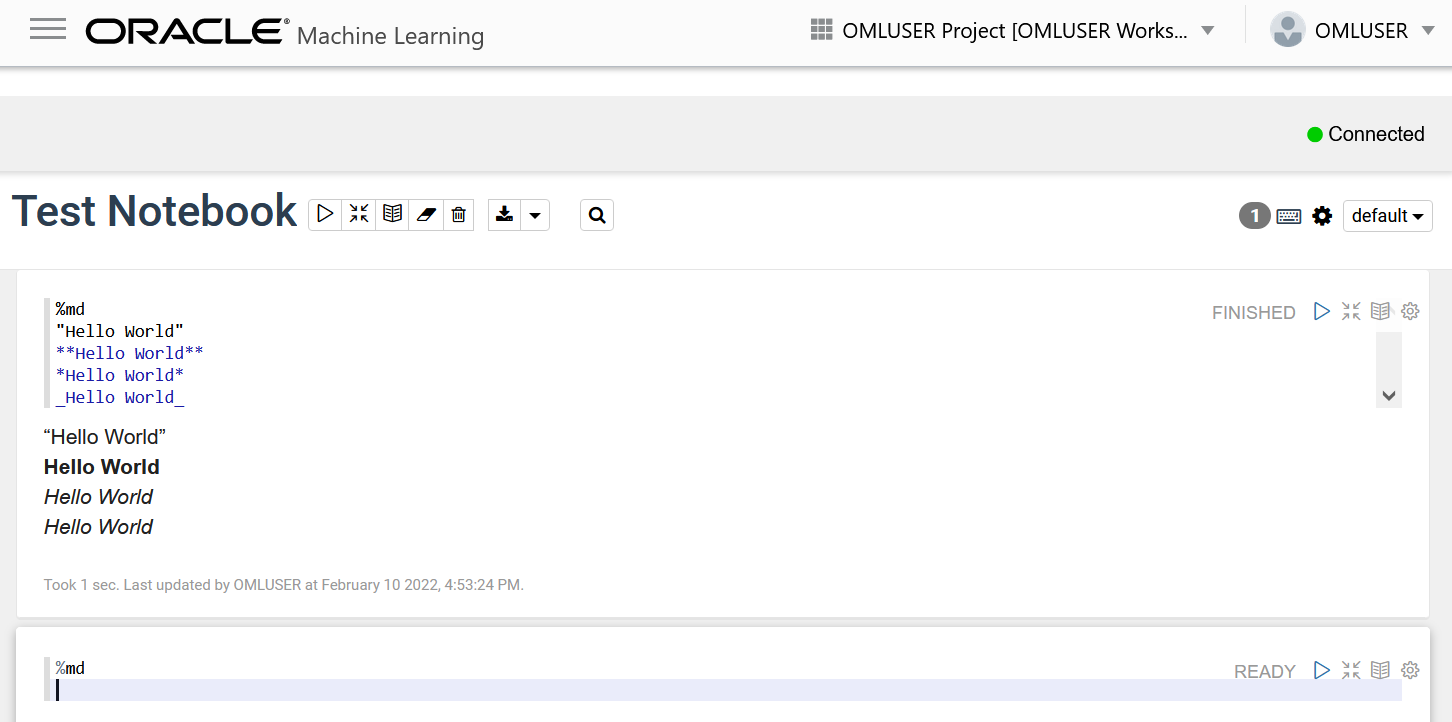 ORACLE® Machine Learning
OMLUSER Project [OMLUSER Works...
OMLUSER
Connected
Test Notebook
1
default
%md
FINISHED
"Hello World"
**Hello World**
*Hello World*
_Hello World_
“Hello World”
Hello World
Hello World
Hello World
Took 1 sec. Last updated by OMLUSER at February 10 2022, 4:53:24 PM.
%md
READY